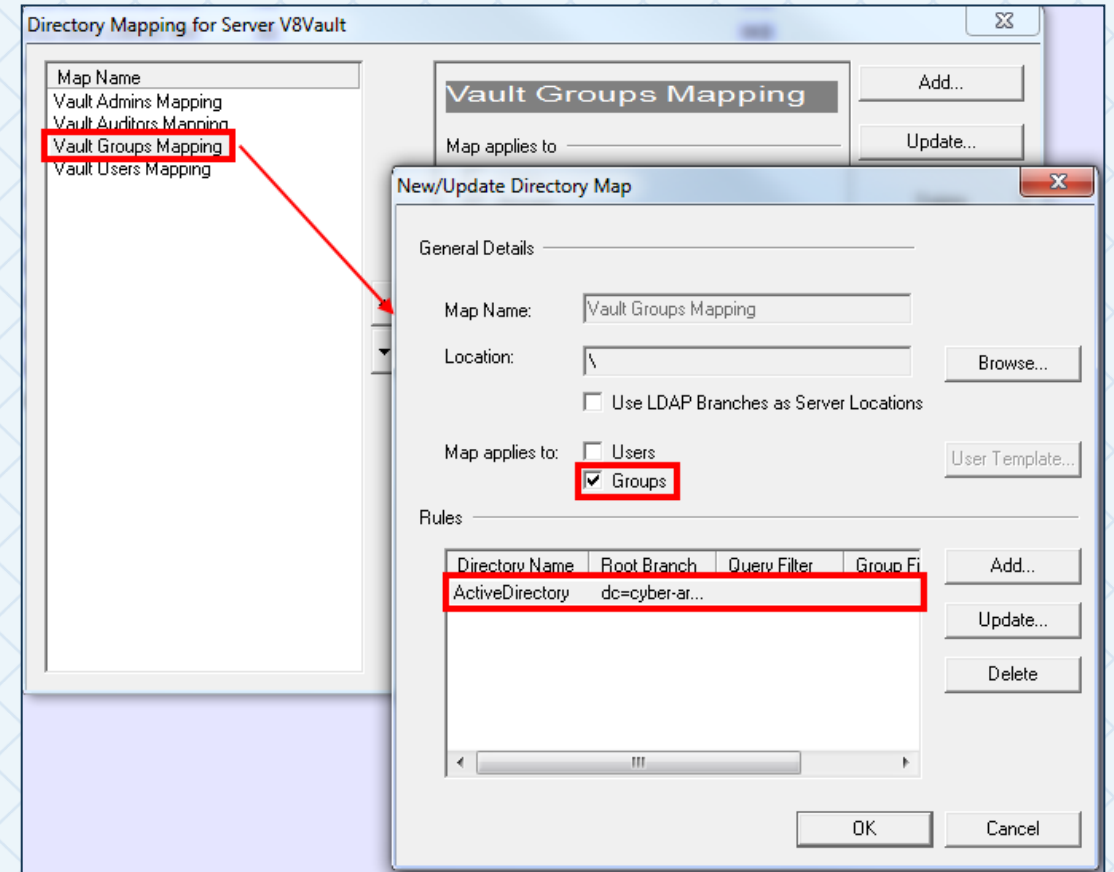 Directory Mapping for Server V8Vault
Map Name
Vault Admins Mapping
Vault Auditors Mapping
Vault Groups Mapping
Vault Users Mapping
Vault Groups Mapping
Map applies to
Add...
Update...
New/Update Directory Map
General Details
Map Name: Vault Groups Mapping
Location: \
Browse...
Use LDAP Branches as Server Locations
Map applies to: Users
User Template...
Groups
Rules
Directory Name Root Branch Query Filter Group Fi
ActiveDirectory dc=cyber-ar...
Add...
Update...
Delete
OK Cancel